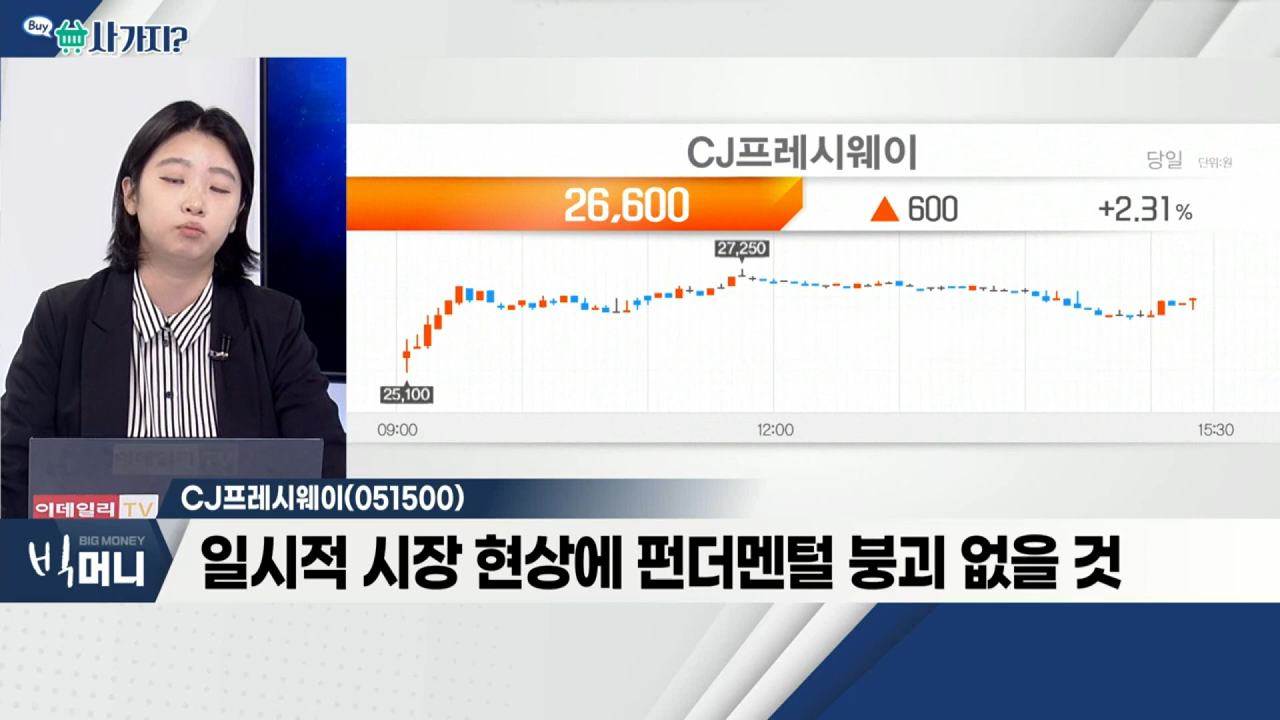 Buy 사가지?
CJ프레시웨이
당일 단위:원
26,600 ▲ 600 +2.31%
27,250
25,100
09:00 12:00 15:30
이데일리 TV
CJ프레시웨이(051500)
BIG MONEY
빅머니
일시적 시장 현상에 펀더멘털 붕괴 없을 것